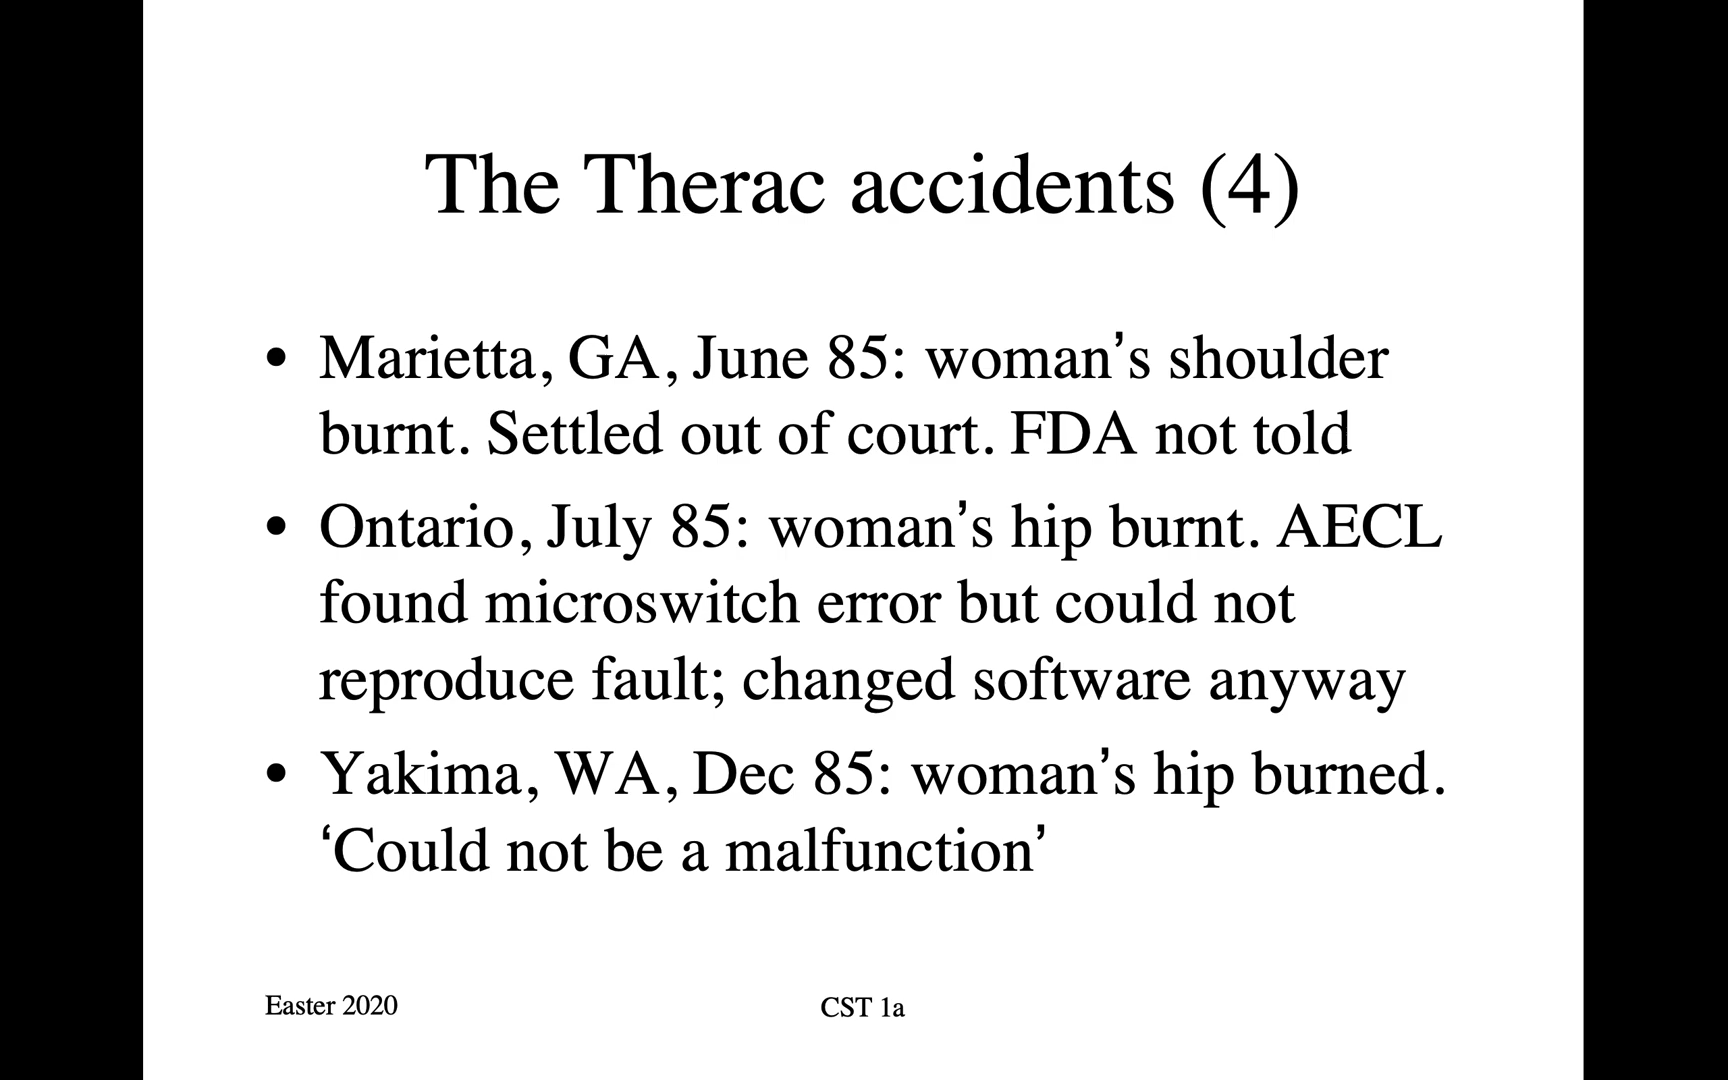 The Therac accidents (4)
• Marietta, GA, June 85: woman’s shoulder
burnt. Settled out of court. FDA not told
• Ontario, July 85: woman’s hip burnt. AECL
found microswitch error but could not
reproduce fault; changed software anyway
• Yakima, WA, Dec 85: woman’s hip burned.
‘Could not be a malfunction’
Easter 2020
CST 1a